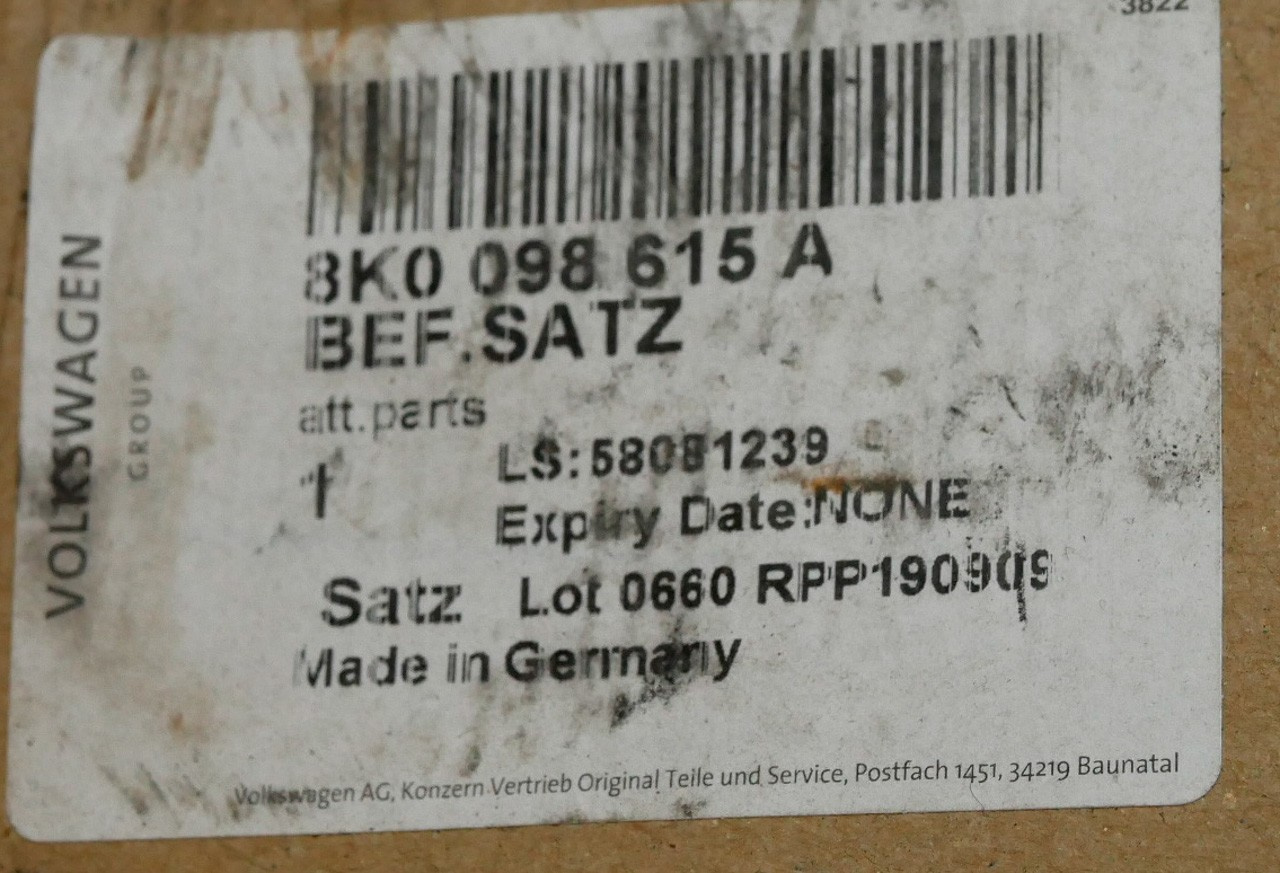 3822
VOLKSWAGEN
GROUP
8K0 098 615 A
BEF.SATZ
att.parts
1 LS:58081239
Expiry Date:NONE
Satz Lot 0660 RPP190909
Made in Germany
Volkswagen AG, Konzern Vertrieb Original Teile und Service, Postfach 1451, 34219 Baunatal